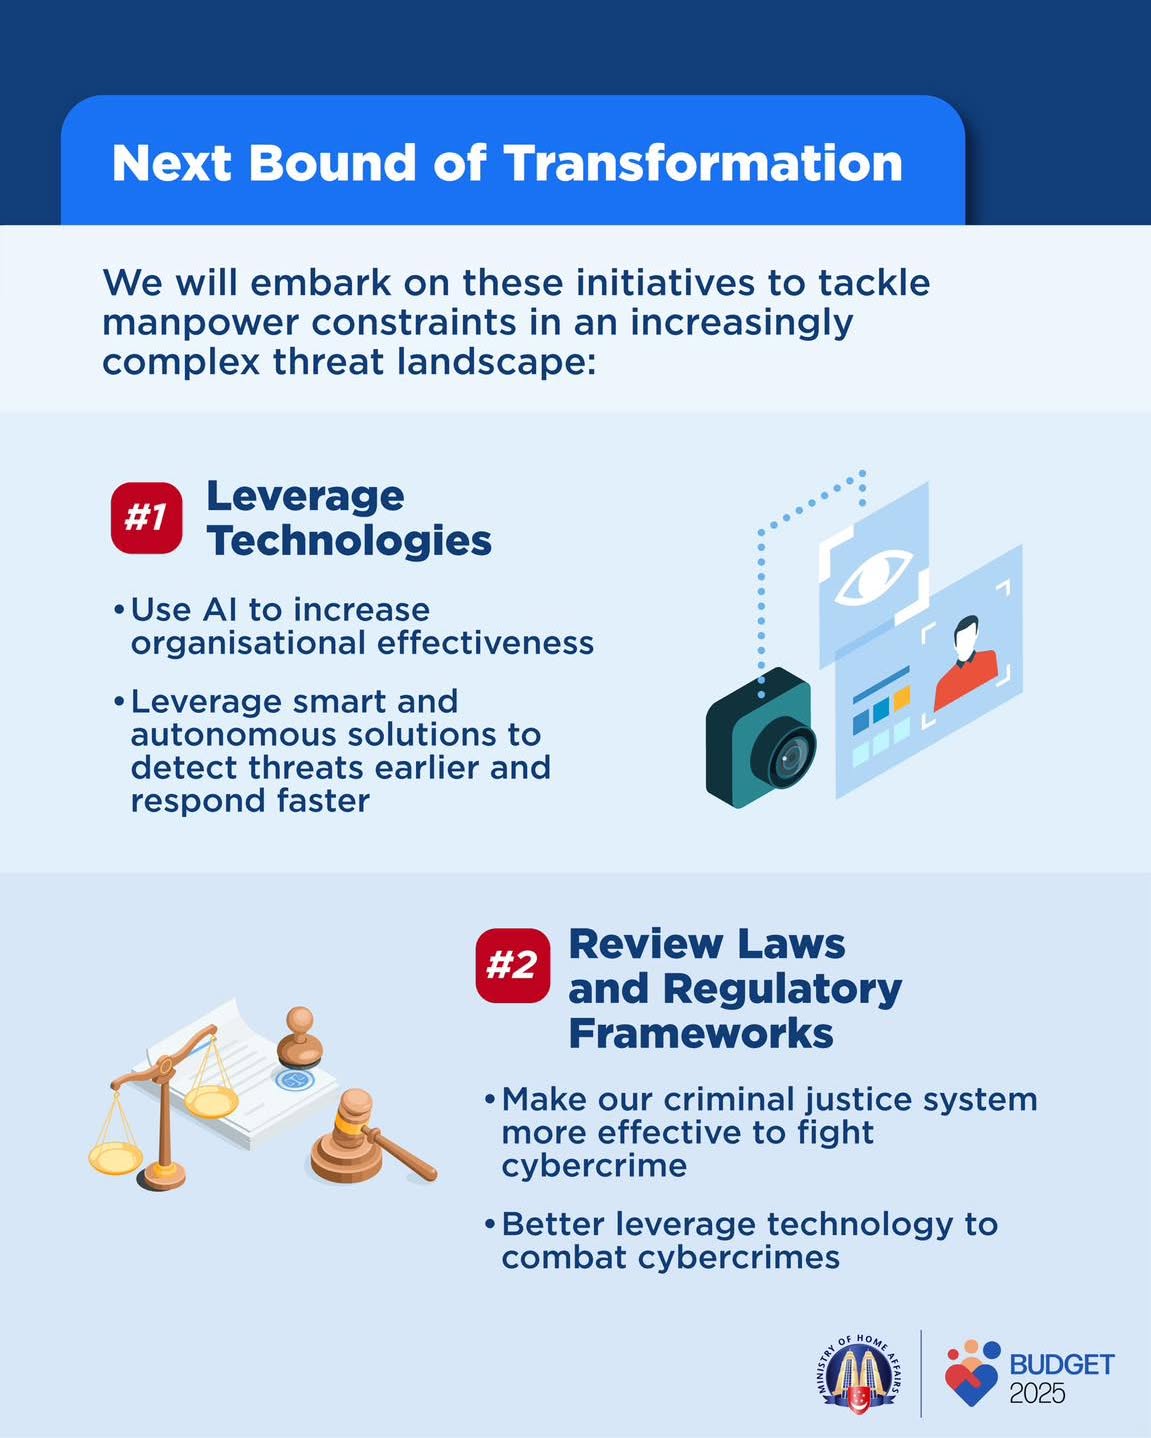 Next Bound of Transformation
We will embark on these initiatives to tackle
manpower constraints in an increasingly
complex threat landscape:
#1
Leverage
Technologies
•Use AI to increase
organisational effectiveness
•Leverage smart and
autonomous solutions to
detect threats earlier and
respond faster
#2
Review Laws
and Regulatory
Frameworks
•Make our criminal justice system
more effective to fight
cybercrime
•Better leverage technology to
combat cybercrimes
MINISTRY OF HOME AFFAIRS
BUDGET
2025